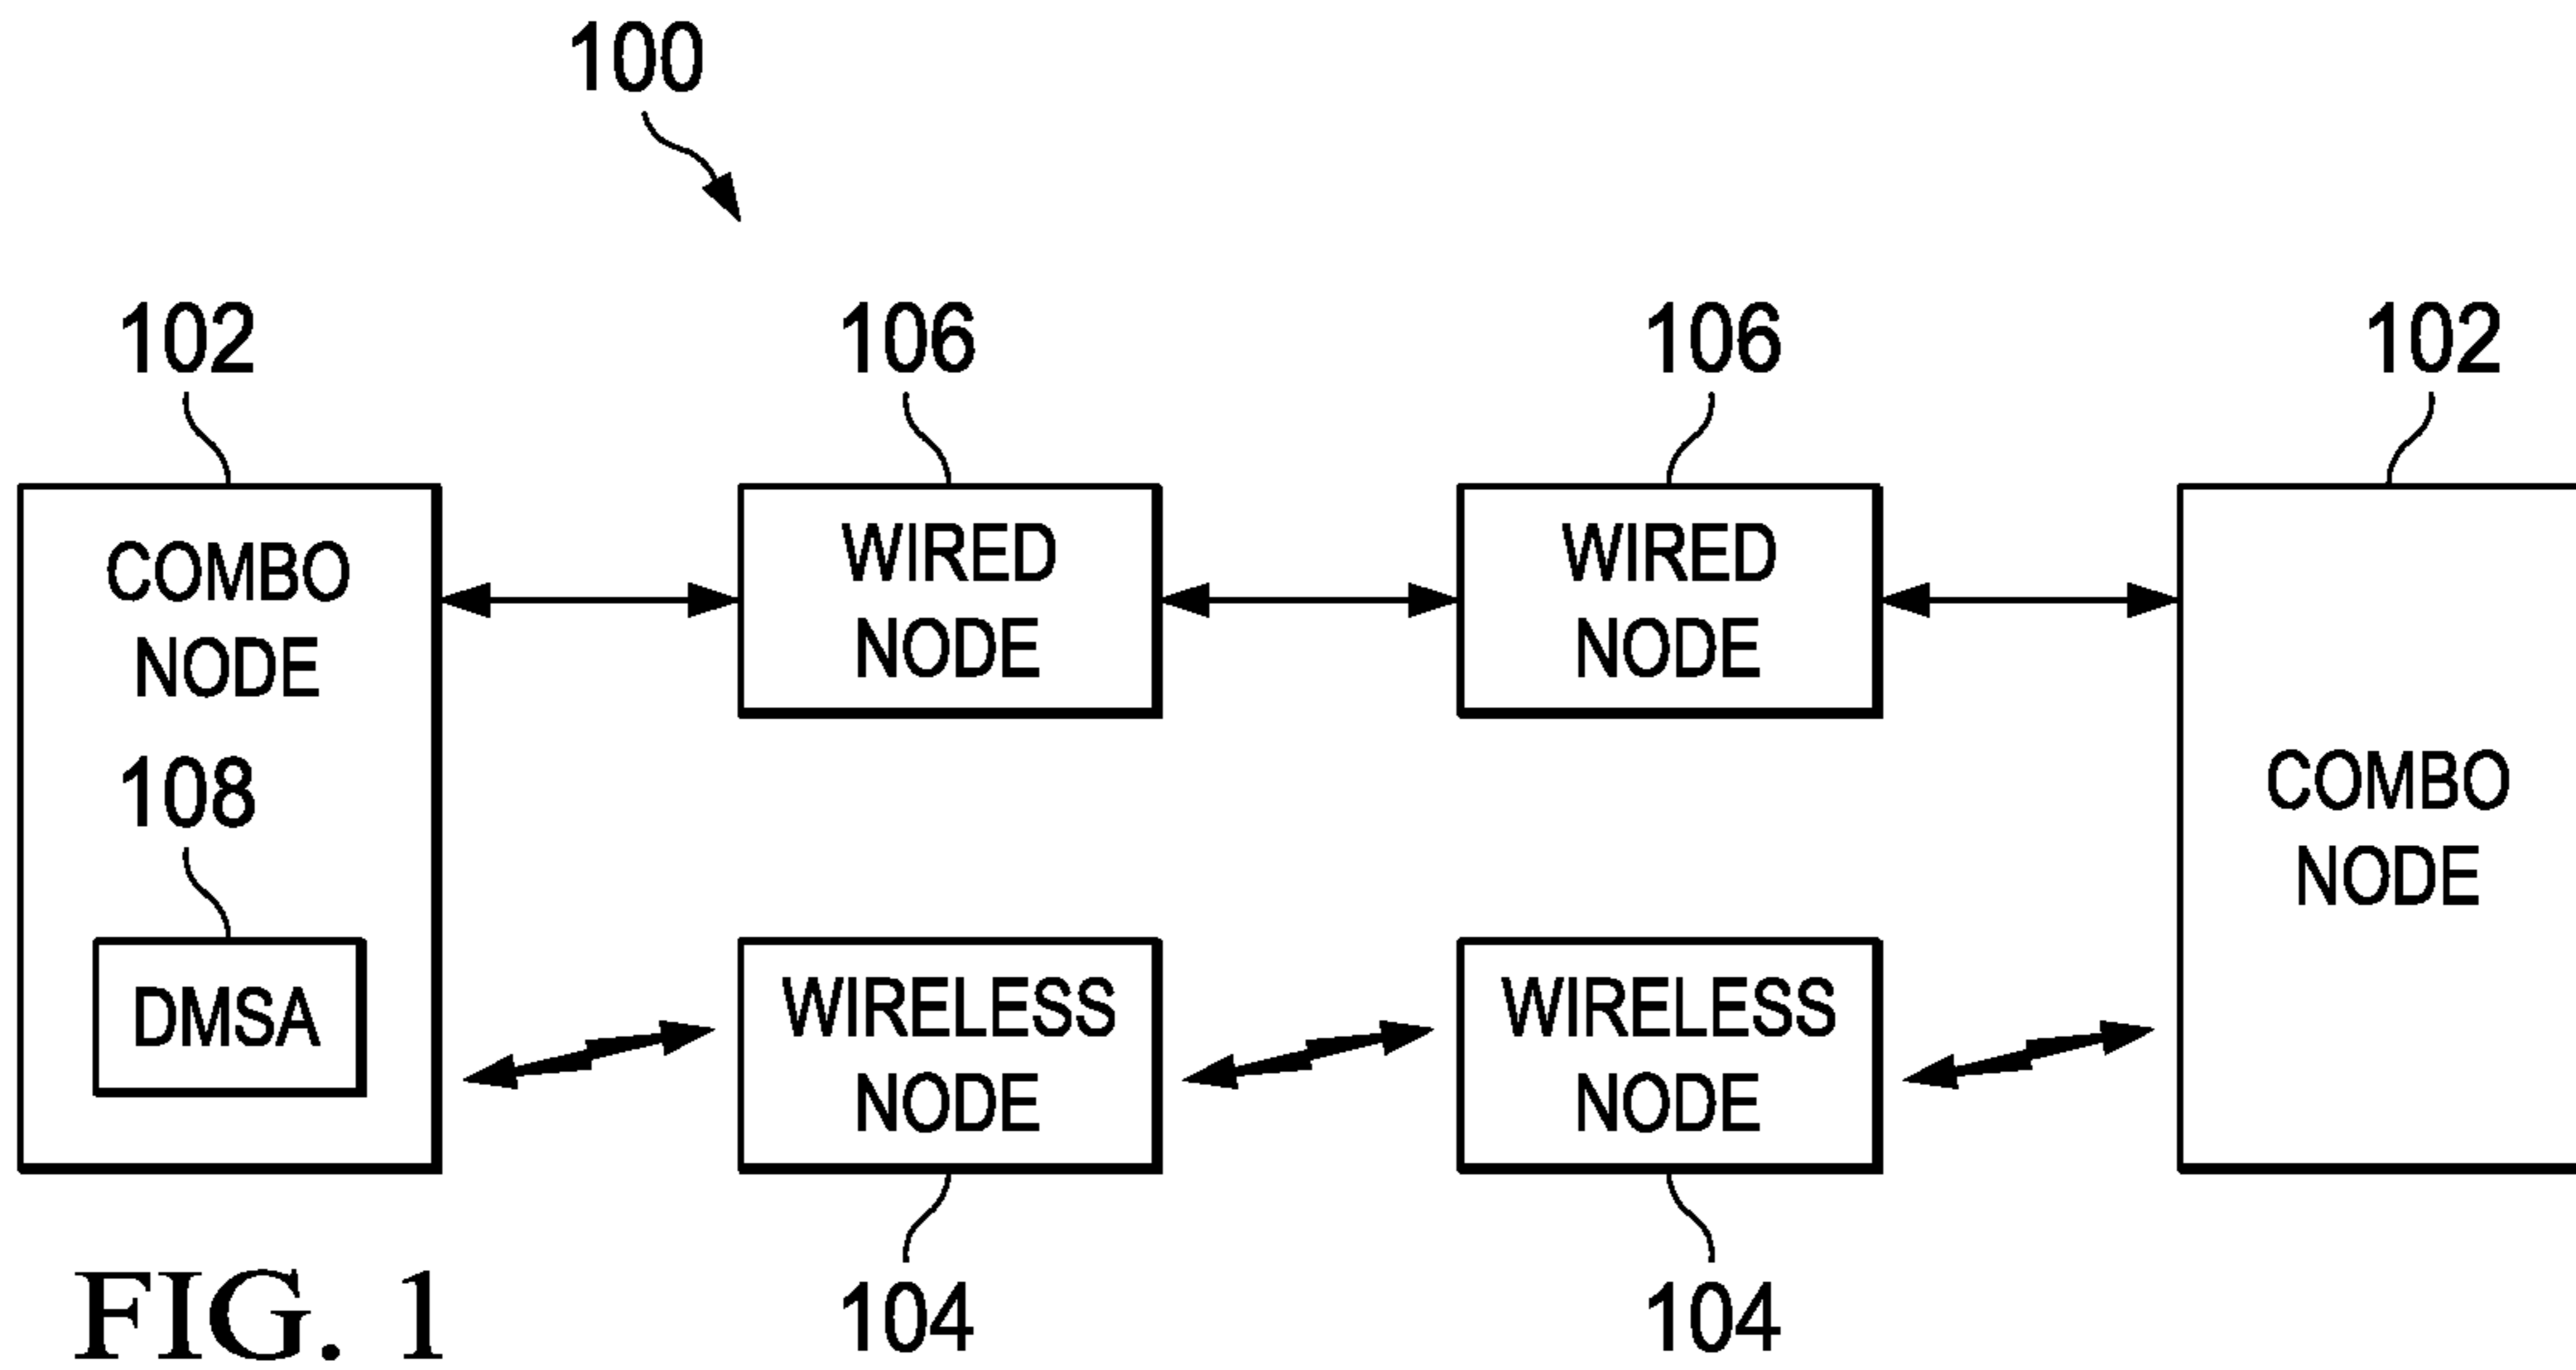 100
102
106
106
102
COMBO
NODE
WIRED
NODE
WIRED
NODE
COMBO
NODE
108
DMSA
WIRELESS
NODE
WIRELESS
NODE
104
104
FIG. 1